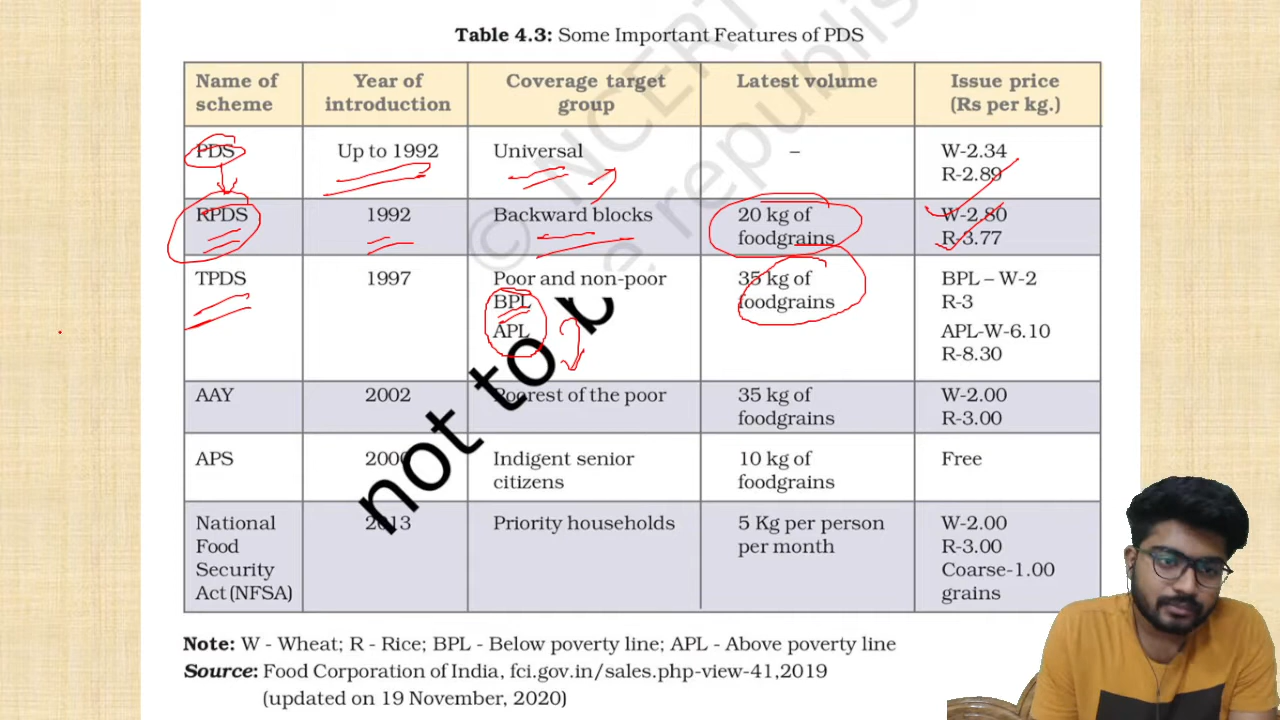 Table 4.3: Some Important Features of PDS
Name of scheme | Year of introduction | Coverage target group | Latest volume | Issue price (Rs per kg.)
PDS | Up to 1992 | Universal | – | W-2.34 R-2.89
RPDS | 1992 | Backward blocks | 20 kg of foodgrains | W-2.80 R-3.77
TPDS | 1997 | Poor and non-poor BPL APL | 35 kg of foodgrains | BPL – W-2 R-3 APL-W-6.10 R-8.30
AAY | 2002 | Poorest of the poor | 35 kg of foodgrains | W-2.00 R-3.00
APS | 2000 | Indigent senior citizens | 10 kg of foodgrains | Free
National Food Security Act (NFSA) | 2013 | Priority households | 5 Kg per person per month | W-2.00 R-3.00 Coarse-1.00 grains
Note: W - Wheat; R - Rice; BPL - Below poverty line; APL - Above poverty line
Source: Food Corporation of India, fci.gov.in/sales.php-view-41,2019
(updated on 19 November, 2020)
© NCERT
not to be republis